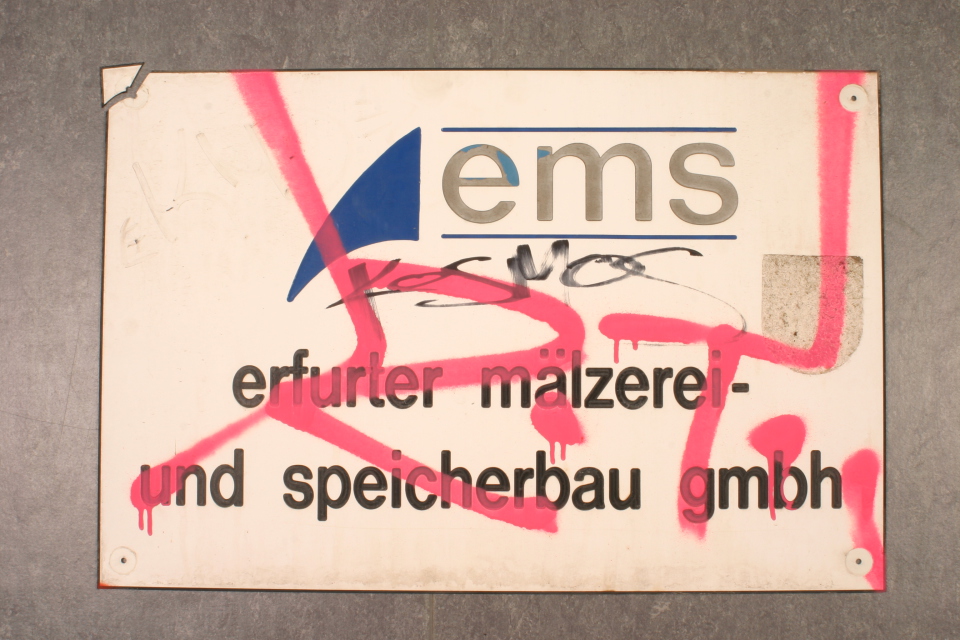 ems
erfurter mälzerei-
und speicherbau gmbh